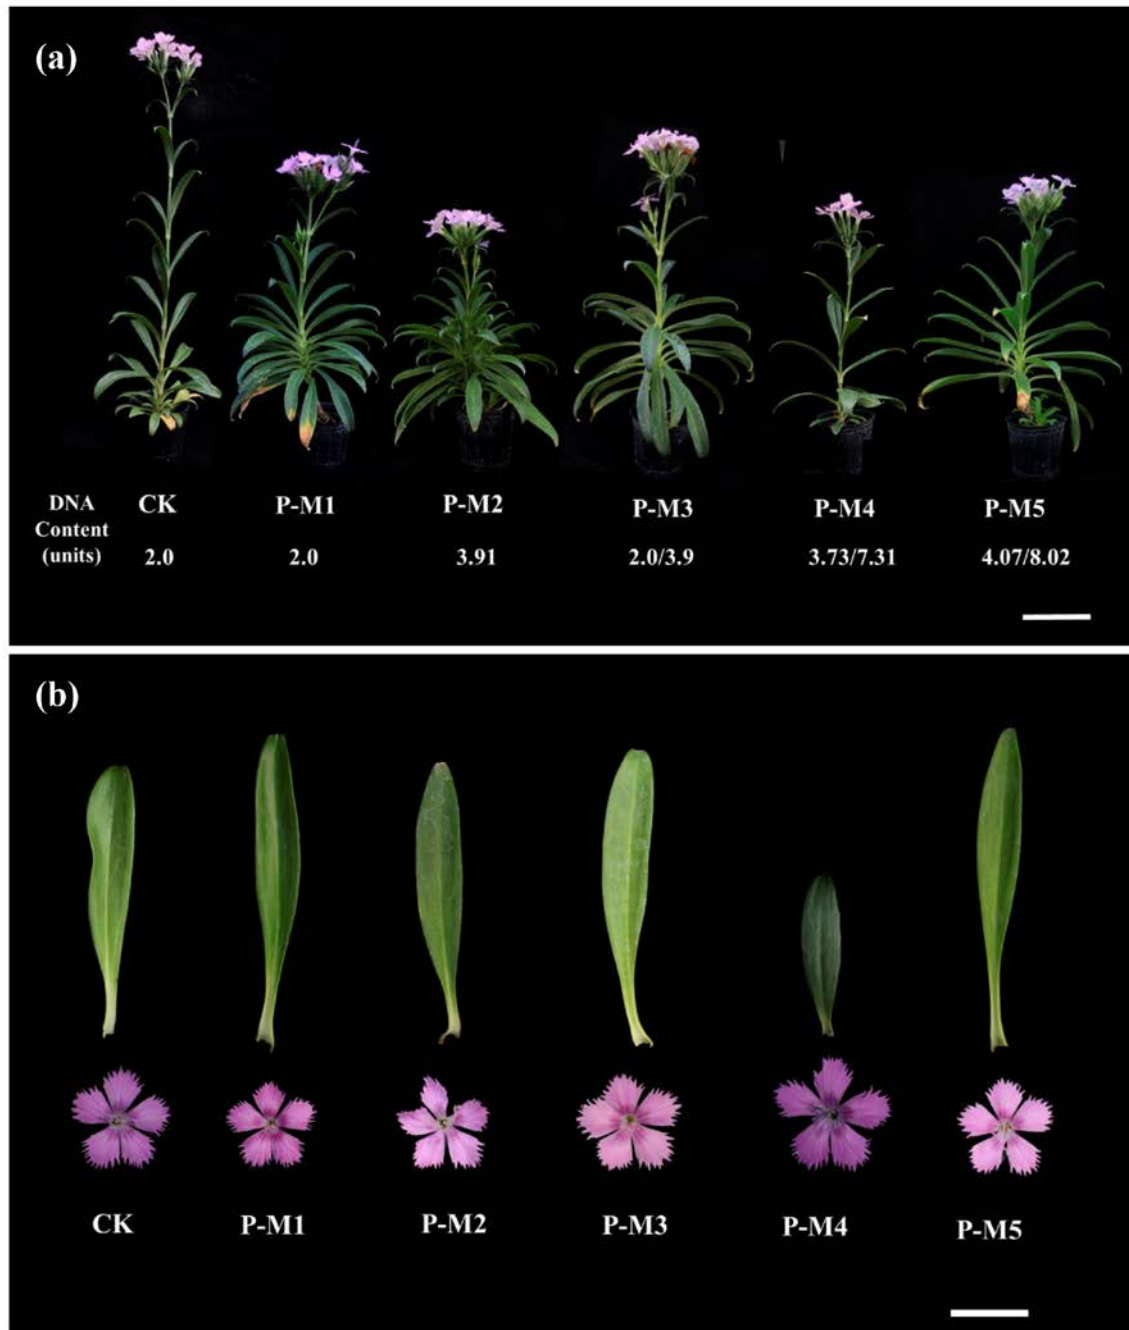 (a)
DNA Content (units)
CK P-M1 P-M2 P-M3 P-M4 P-M5
2.0 2.0 3.91 2.0/3.9 3.73/7.31 4.07/8.02
(b)
CK P-M1 P-M2 P-M3 P-M4 P-M5